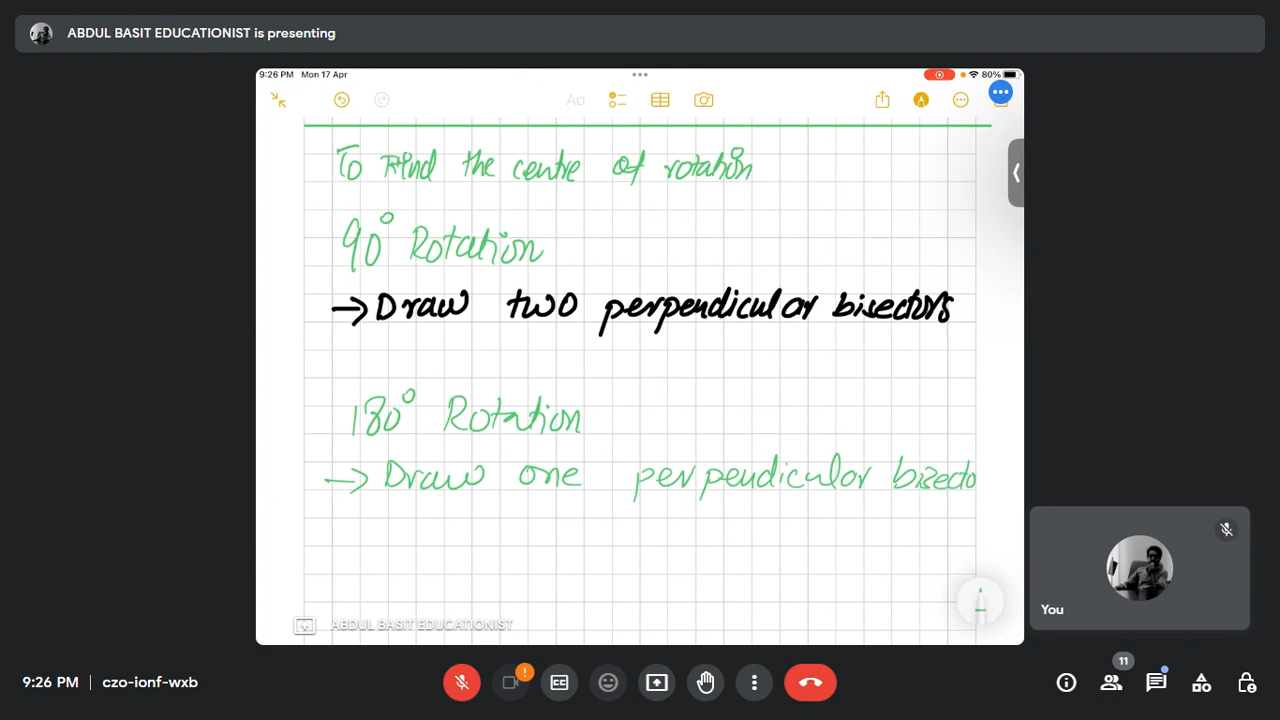 ABDUL BASIT EDUCATIONIST is presenting
9:26 PM Mon 17 Apr
80%
Aa
To Find the centre of rotation
90° Rotation
→ Draw two perpendicular bisectors
180° Rotation
→ Draw one perpendicular bisecto
ABDUL BASIT EDUCATIONIST
You
9:26 PM | czo-ionf-wxb
CC
11